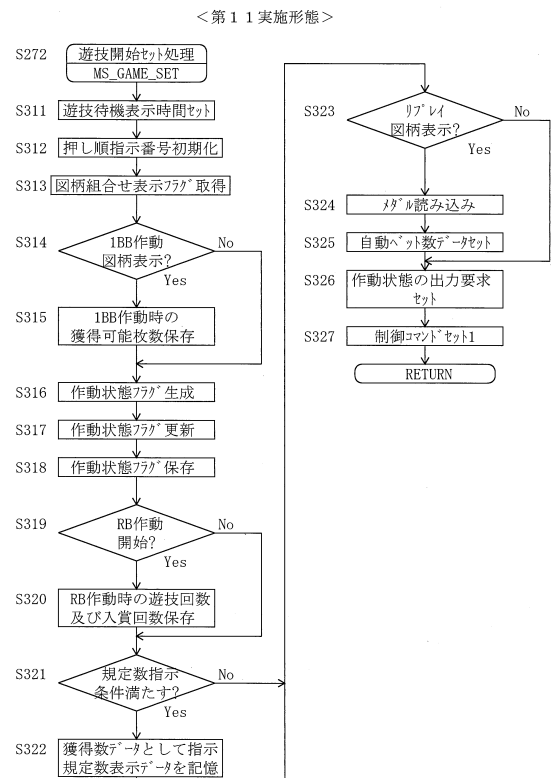 ＜第１１実施形態＞
S272
遊技開始セット処理
MS_GAME_SET
S311
遊技待機表示時間ｾｯﾄ
S312
押し順指示番号初期化
S313
図柄組合せ表示ﾌﾗｸﾞ取得
S314
1BB作動
図柄表示?
No
Yes
S315
1BB作動時の
獲得可能枚数保存
S316
作動状態ﾌﾗｸﾞ生成
S317
作動状態ﾌﾗｸﾞ更新
S318
作動状態ﾌﾗｸﾞ保存
S319
RB作動
開始?
No
Yes
S320
RB作動時の遊技回数
及び入賞回数保存
S321
規定数指示
条件満たす?
No
Yes
S322
獲得数ﾃﾞｰﾀとして指示
規定数表示ﾃﾞｰﾀを記憶
S323
ﾘﾌﾟﾚｲ
図柄表示?
No
Yes
S324
ﾒﾀﾞﾙ読み込み
S325
自動ﾍﾞｯﾄ数ﾃﾞｰﾀｾｯﾄ
S326
作動状態の出力要求
セット
S327
制御ｺﾏﾝﾄﾞｾｯﾄ1
RETURN